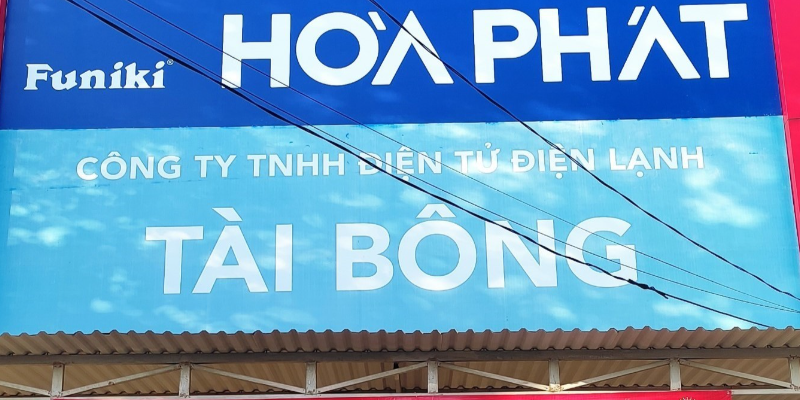 Funiki® HÒA PHÁT
CÔNG TY TNHH ĐIỆN TỬ ĐIỆN LẠNH
TÀI BÔNG